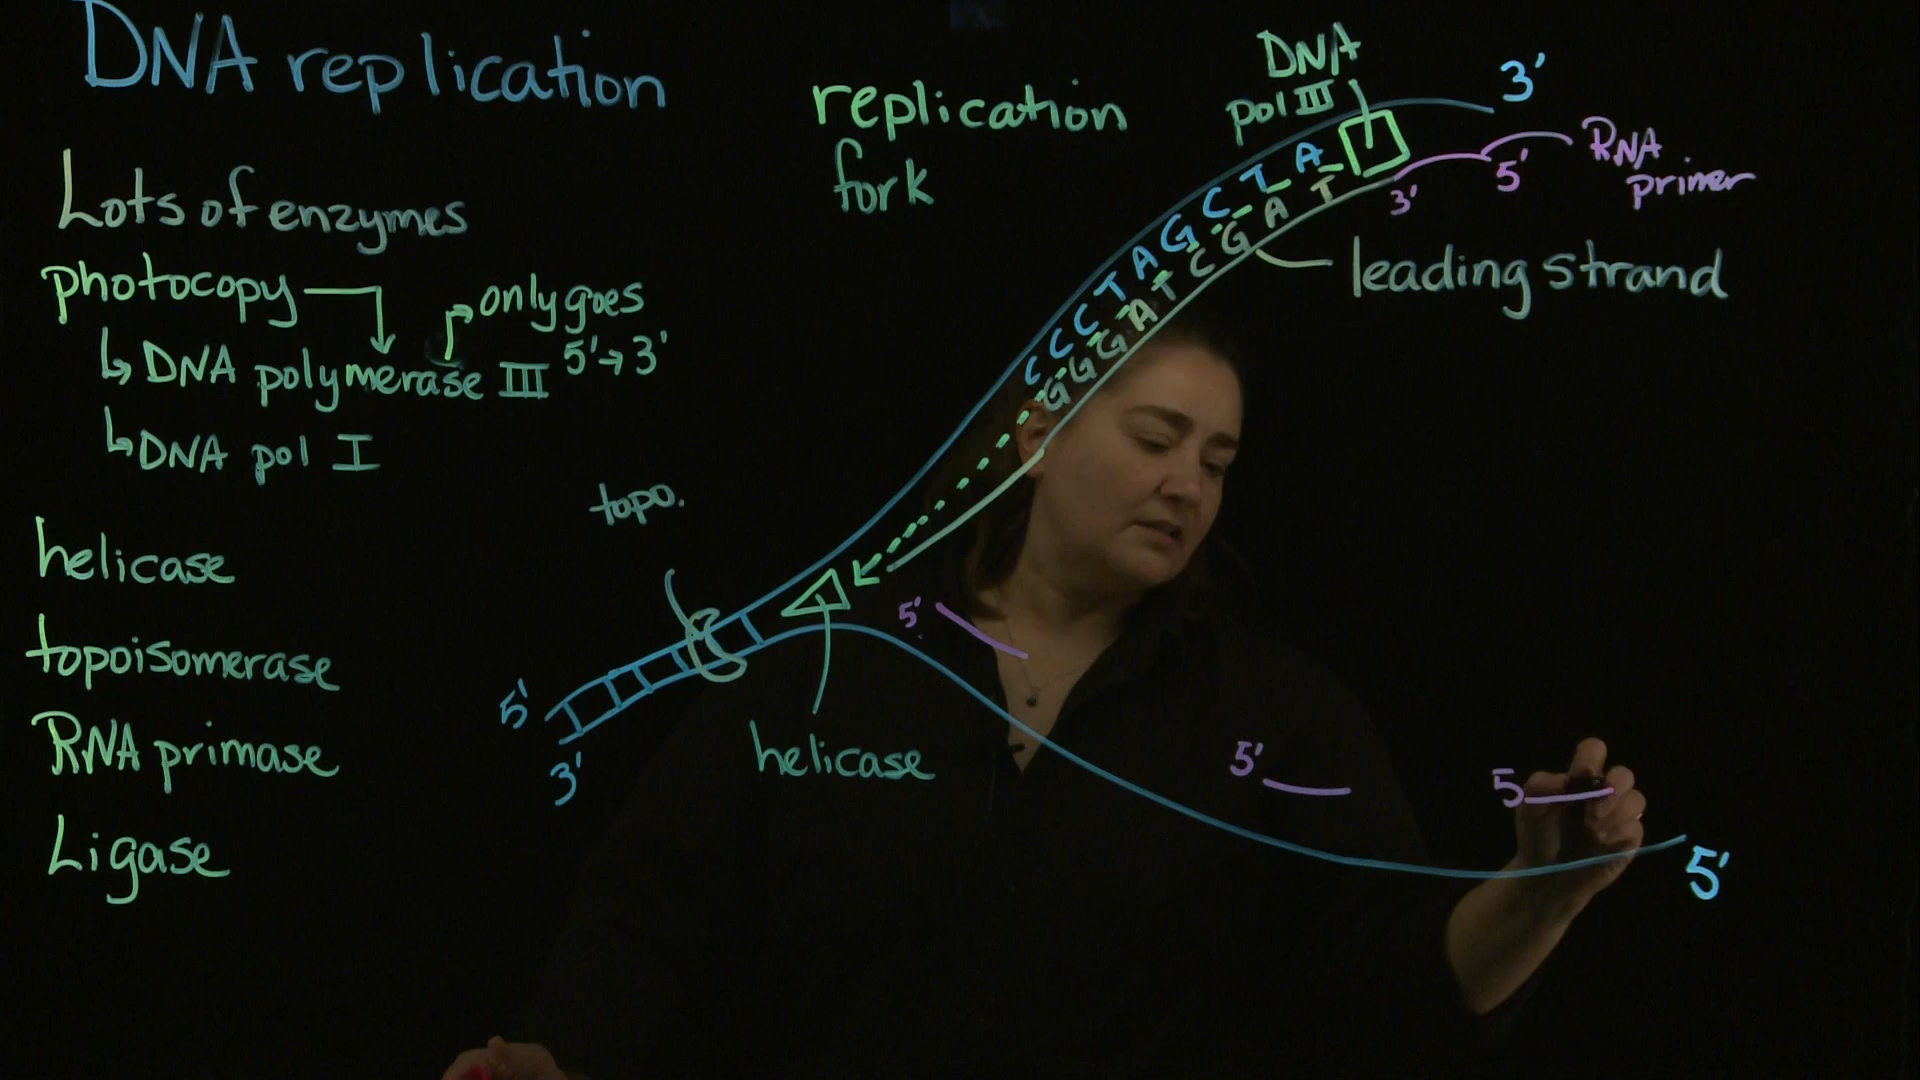 DNA replication
Lots of enzymes
photocopy
only goes
5'→3'
↳ DNA polymerase III
↳ DNA pol I
helicase
topoisomerase
RNA primase
Ligase
replication
fork
DNA
pol III
3'
RNA
primer
5'
3'
A
T
T
A
C
G
G
C
A
T
T
A
C
G
C
G
C
G
leading strand
topo.
helicase
5'
3'
5'
5'
5
5'